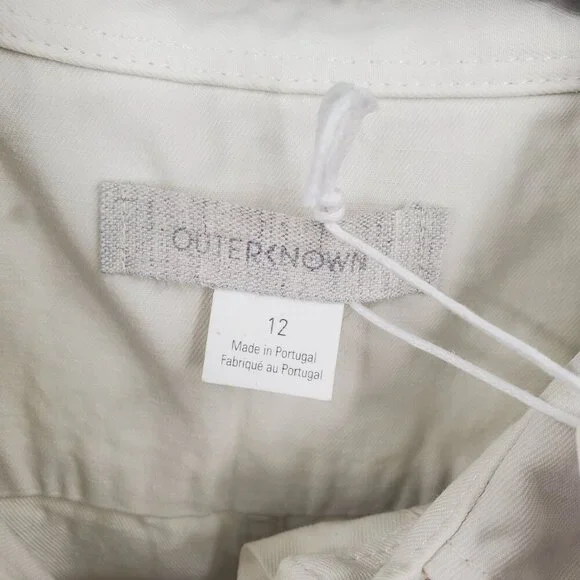 OUTERKNOWN
12
Made in Portugal
Fabriqué au Portugal